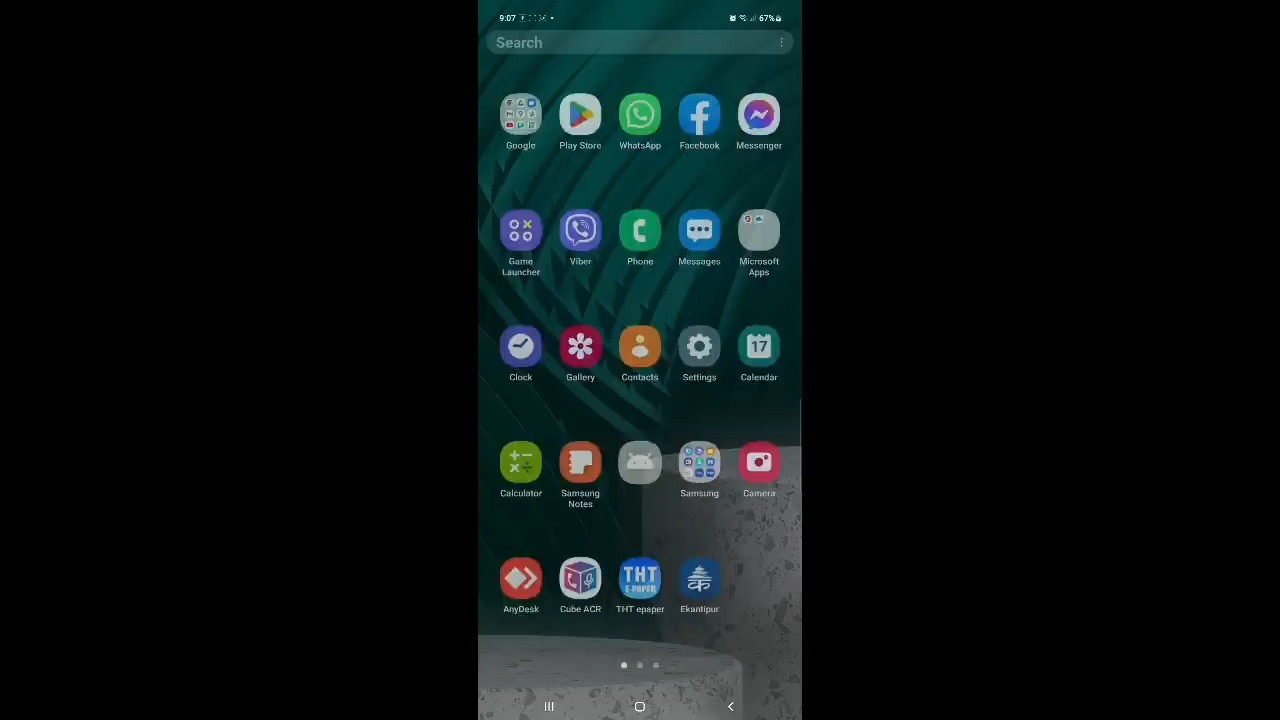 9:07 67%
Search
Google Play Store WhatsApp Facebook Messenger
Game Launcher Viber Phone Messages Microsoft Apps
17
Clock Gallery Contacts Settings Calendar
Calculator Samsung Notes Samsung Camera
THT
E-PAPER
क
AnyDesk Cube ACR THT epaper Ekantipur